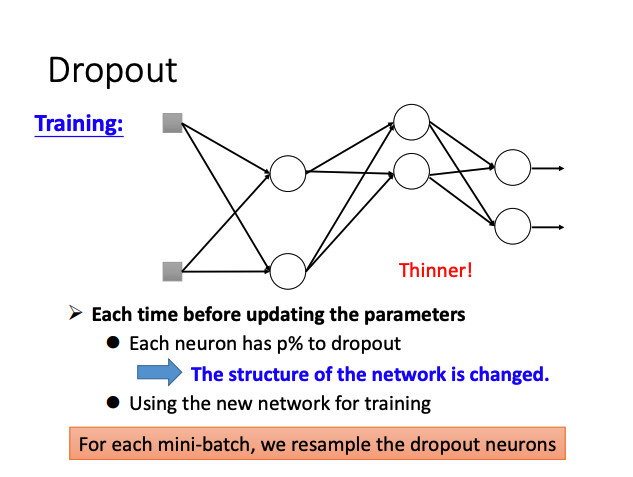 Dropout
Training:
Thinner!
➢ Each time before updating the parameters
● Each neuron has p% to dropout
The structure of the network is changed.
● Using the new network for training
For each mini-batch, we resample the dropout neurons